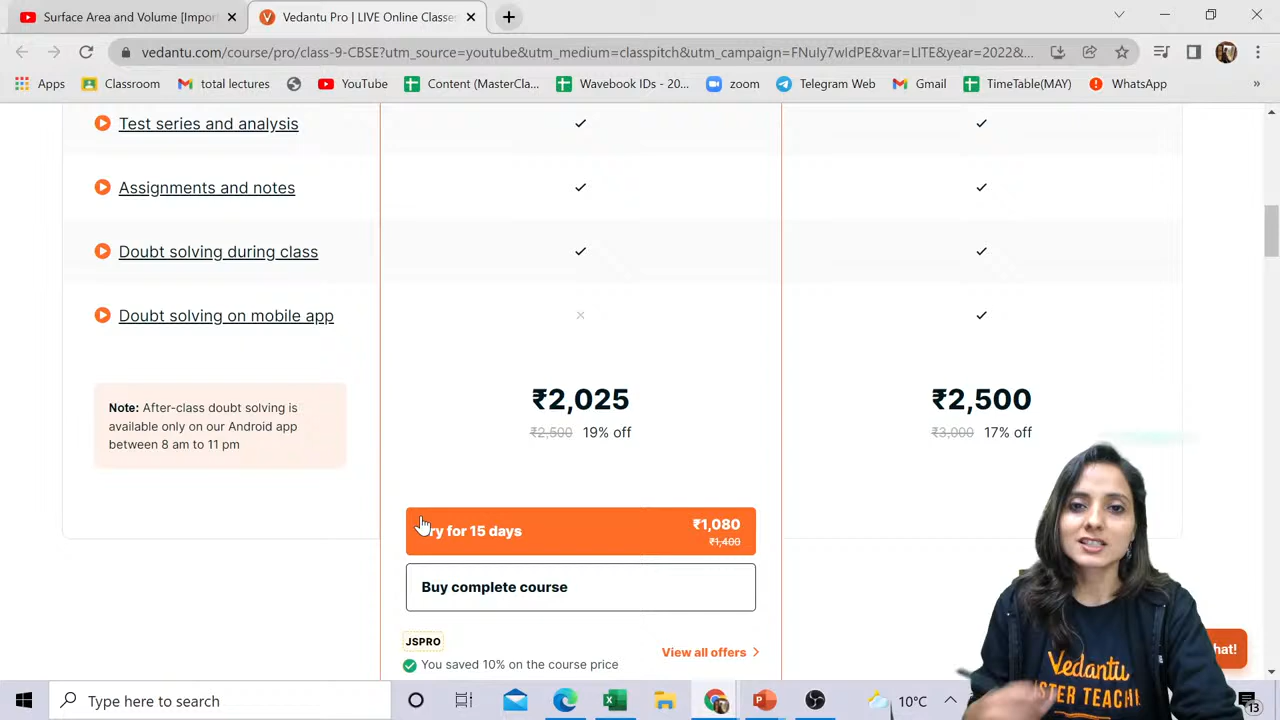 Surface Area and Volume [Impor
Vedantu Pro | LIVE Online Classe
vedantu.com/course/pro/class-9-CBSE?utm_source=youtube&utm_medium=classpitch&utm_campaign=FNuly7wldPE&var=LITE&year=2022&...
Apps
Classroom
total lectures
YouTube
Content (MasterCla...
Wavebook IDs - 20...
zoom
Telegram Web
Gmail
TimeTable(MAY)
WhatsApp
»
Test series and analysis
Assignments and notes
Doubt solving during class
Doubt solving on mobile app
Note: After-class doubt solving is
available only on our Android app
between 8 am to 11 pm
₹2,025
₹2,500 19% off
₹2,500
₹3,000 17% off
ry for 15 days
₹1,080
₹1,400
Buy complete course
JSPRO
You saved 10% on the course price
View all offers
hat!
Vedantu
STER TEACHE
Type here to search
10°C
13